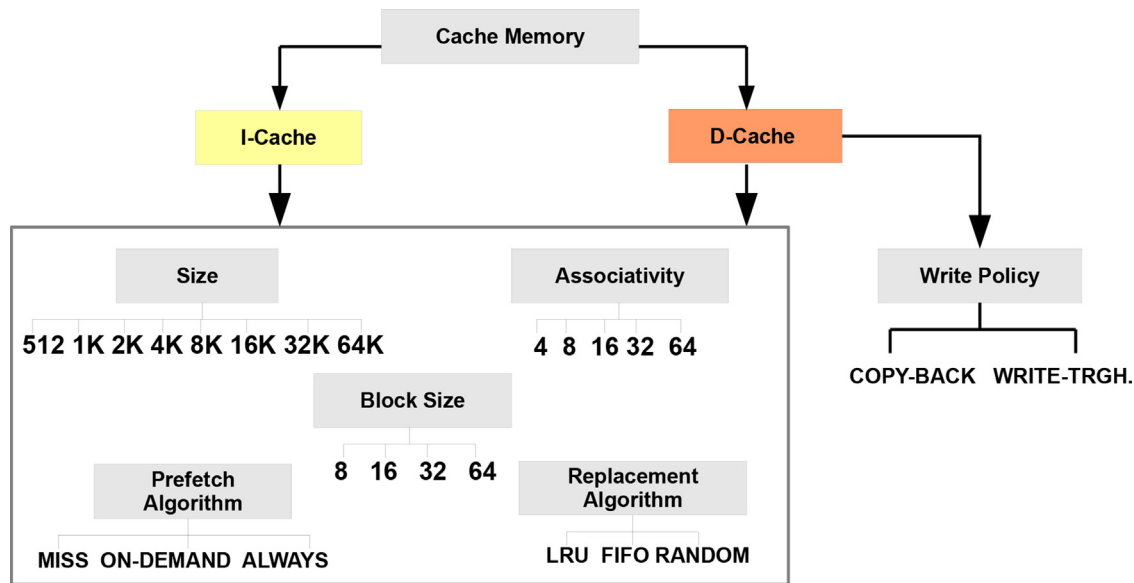 Cache Memory
I-Cache
D-Cache
Size
Associativity
Write Policy
512 1K 2K 4K 8K 16K 32K 64K
4 8 16 32 64
COPY-BACK WRITE-TRGH.
Block Size
8 16 32 64
Prefetch
Algorithm
Replacement
Algorithm
MISS ON-DEMAND ALWAYS
LRU FIFO RANDOM